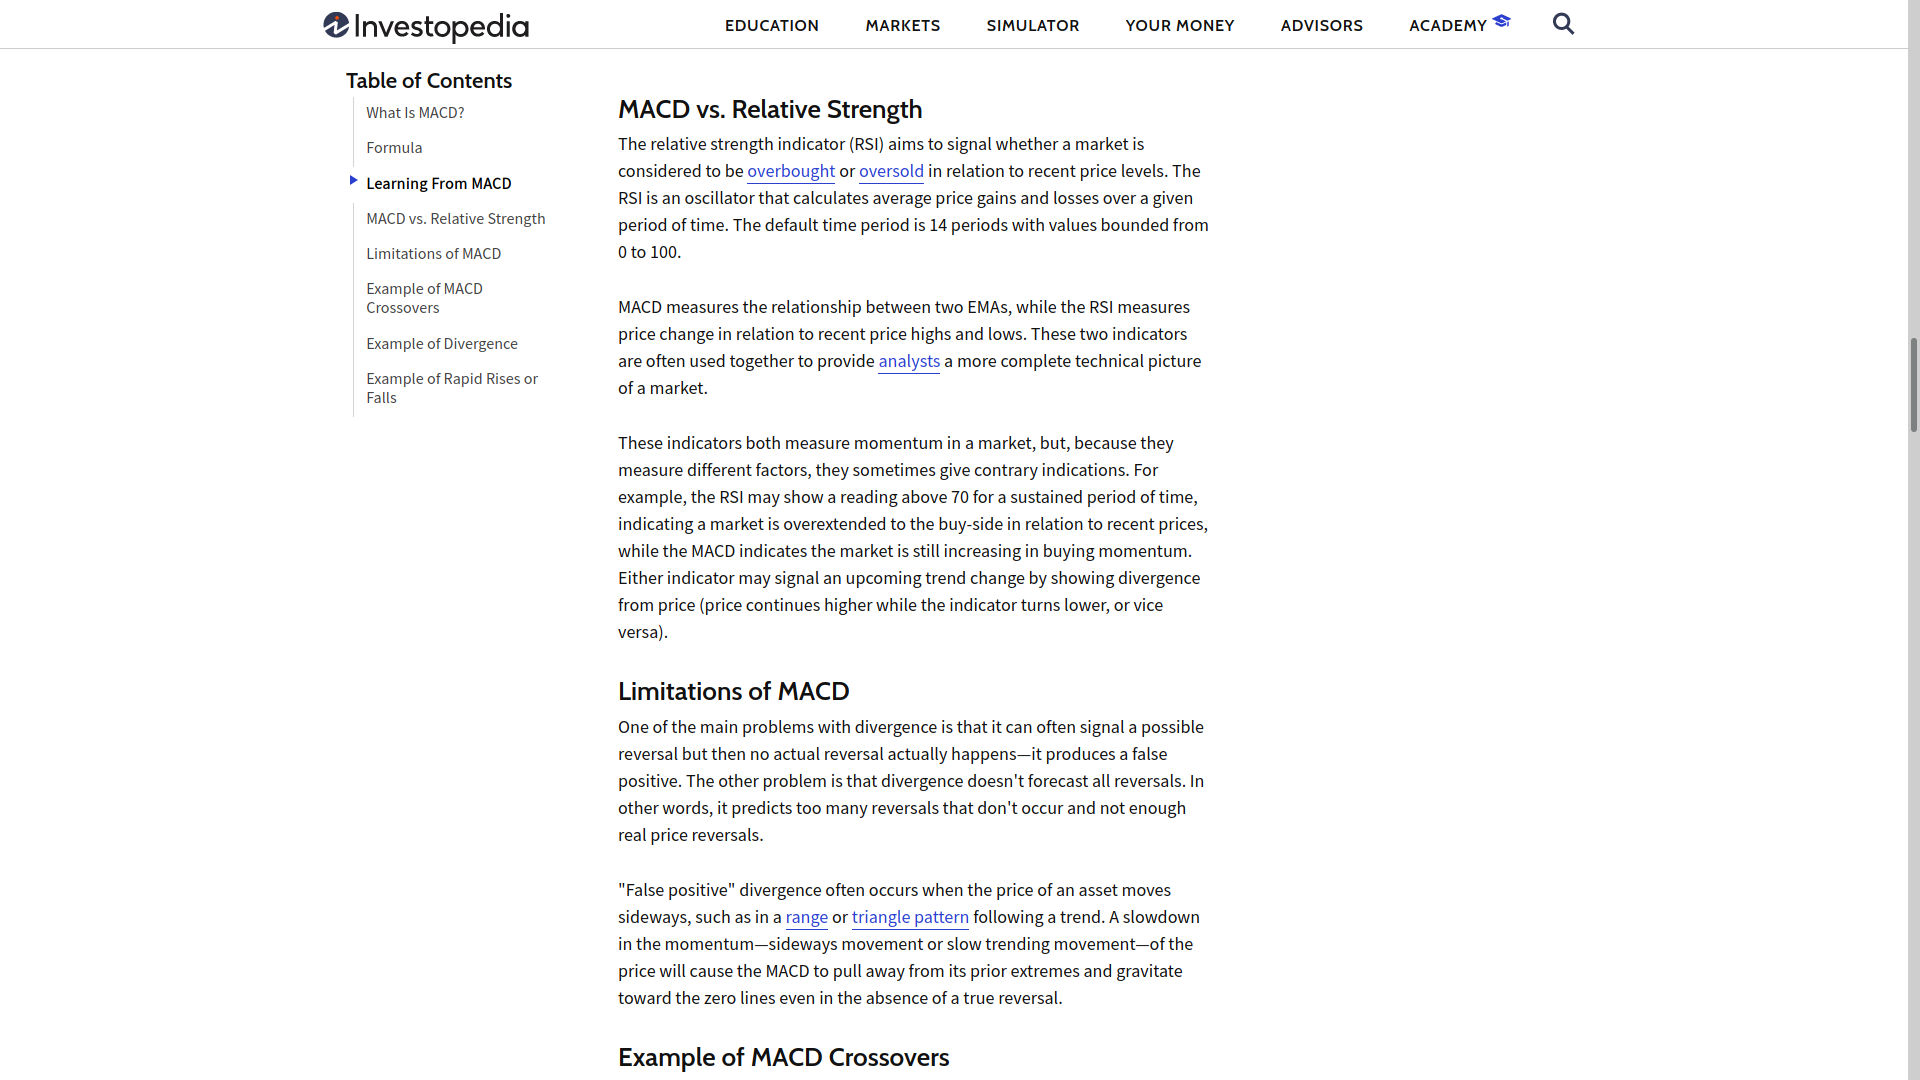 Investopedia
EDUCATION MARKETS SIMULATOR YOUR MONEY ADVISORS ACADEMY
Table of Contents
What Is MACD?
Formula
Learning From MACD
MACD vs. Relative Strength
Limitations of MACD
Example of MACD
Crossovers
Example of Divergence
Example of Rapid Rises or
Falls
MACD vs. Relative Strength
The relative strength indicator (RSI) aims to signal whether a market is
considered to be overbought or oversold in relation to recent price levels. The
RSI is an oscillator that calculates average price gains and losses over a given
period of time. The default time period is 14 periods with values bounded from
0 to 100.
MACD measures the relationship between two EMAs, while the RSI measures
price change in relation to recent price highs and lows. These two indicators
are often used together to provide analysts a more complete technical picture
of a market.
These indicators both measure momentum in a market, but, because they
measure different factors, they sometimes give contrary indications. For
example, the RSI may show a reading above 70 for a sustained period of time,
indicating a market is overextended to the buy-side in relation to recent prices,
while the MACD indicates the market is still increasing in buying momentum.
Either indicator may signal an upcoming trend change by showing divergence
from price (price continues higher while the indicator turns lower, or vice
versa).
Limitations of MACD
One of the main problems with divergence is that it can often signal a possible
reversal but then no actual reversal actually happens—it produces a false
positive. The other problem is that divergence doesn't forecast all reversals. In
other words, it predicts too many reversals that don't occur and not enough
real price reversals.
"False positive" divergence often occurs when the price of an asset moves
sideways, such as in a range or triangle pattern following a trend. A slowdown
in the momentum—sideways movement or slow trending movement—of the
price will cause the MACD to pull away from its prior extremes and gravitate
toward the zero lines even in the absence of a true reversal.
Example of MACD Crossovers